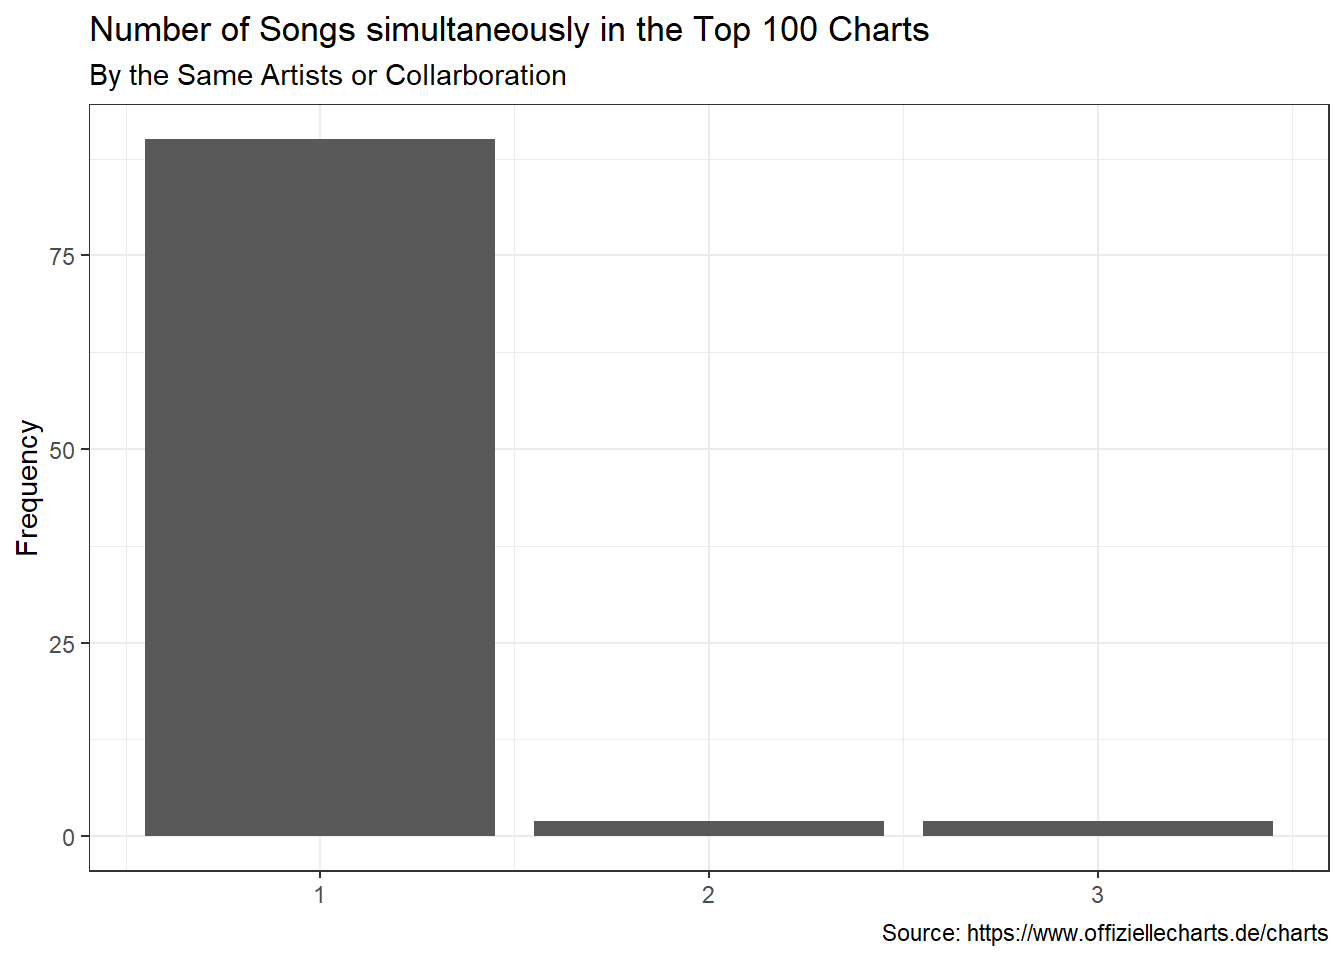 Number of Songs simultaneously in the Top 100 Charts
By the Same Artists or Collarboration
Frequency
75
50
25
0
1 2 3
Source: https://www.offiziellecharts.de/charts